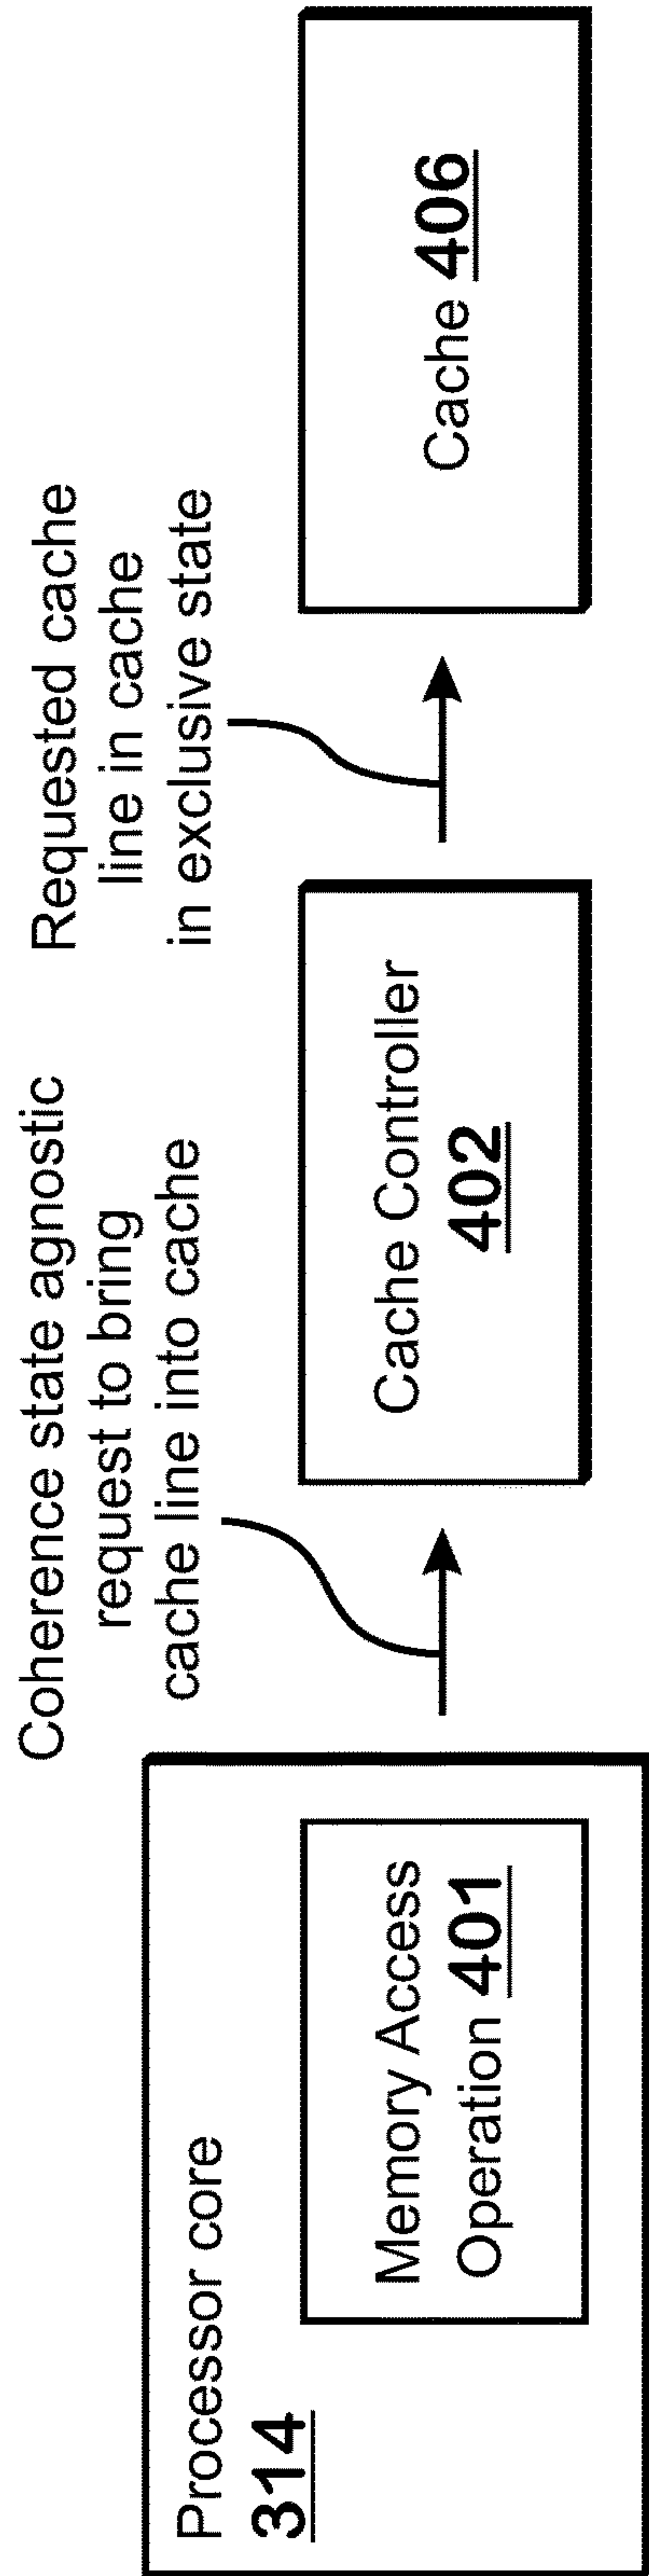 Processor core
314
Memory Access
Operation 401
Coherence state agnostic
request to bring
cache line into cache
Cache Controller
402
Requested cache
line in cache
in exclusive state
Cache 406